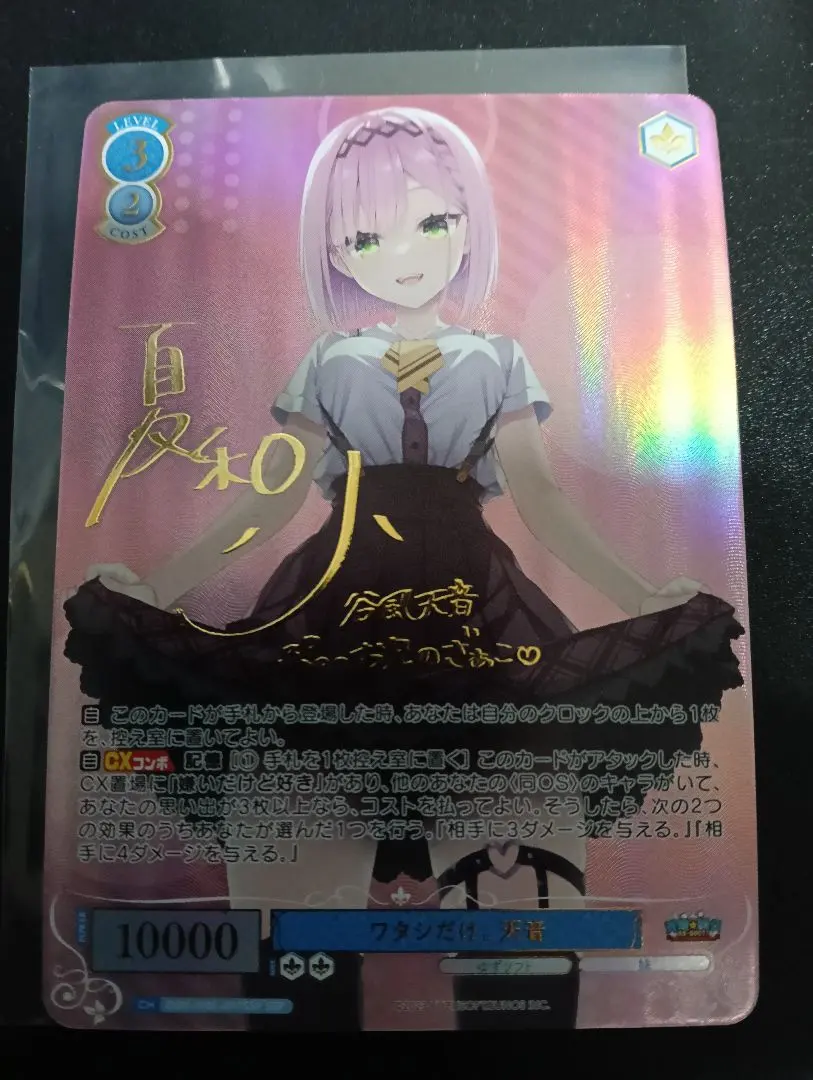 LEVEL
3
2
COST
夏和小
谷風天音
のざぁこ♡
自 このカードが手札から登場した時、あなたは自分のクロックの上から1枚
を、控え室に置いてよい。
自 CXコンボ 記憶 [① 手札を1枚控え室に置く] このカードがアタックした時、
CX置場に「嫌いだけど好き」があり、他のあなたの《同OS》のキャラがいて、
あなたの思い出が3枚以上なら、コストを払ってよい。そうしたら、次の2つ
の効果のうちあなたが選んだ1つを行う。『相手に3ダメージを与える。』『相
手に4ダメージを与える。』
10000
ワタシだけ。 天音
ゆずソフト
妹
CH